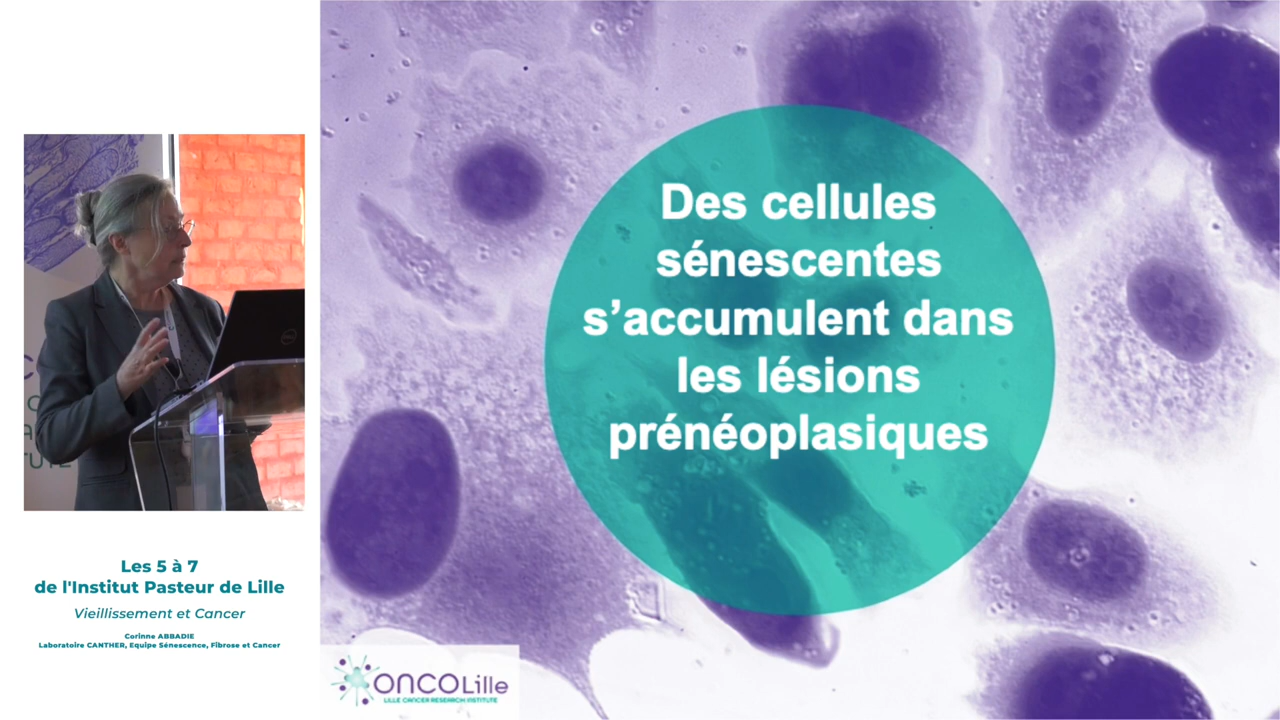 Des cellules
sénescentes
s'accumulent dans
les lésions
prénéoplasiques
Les 5 à 7
de l'Institut Pasteur de Lille
Vieillissement et Cancer
Corinne ABBADIE
Laboratoire CANTHER, Equipe Sénescence, Fibrose et Cancer
ONCOLille
LILLE CANCER RESEARCH INSTITUTE